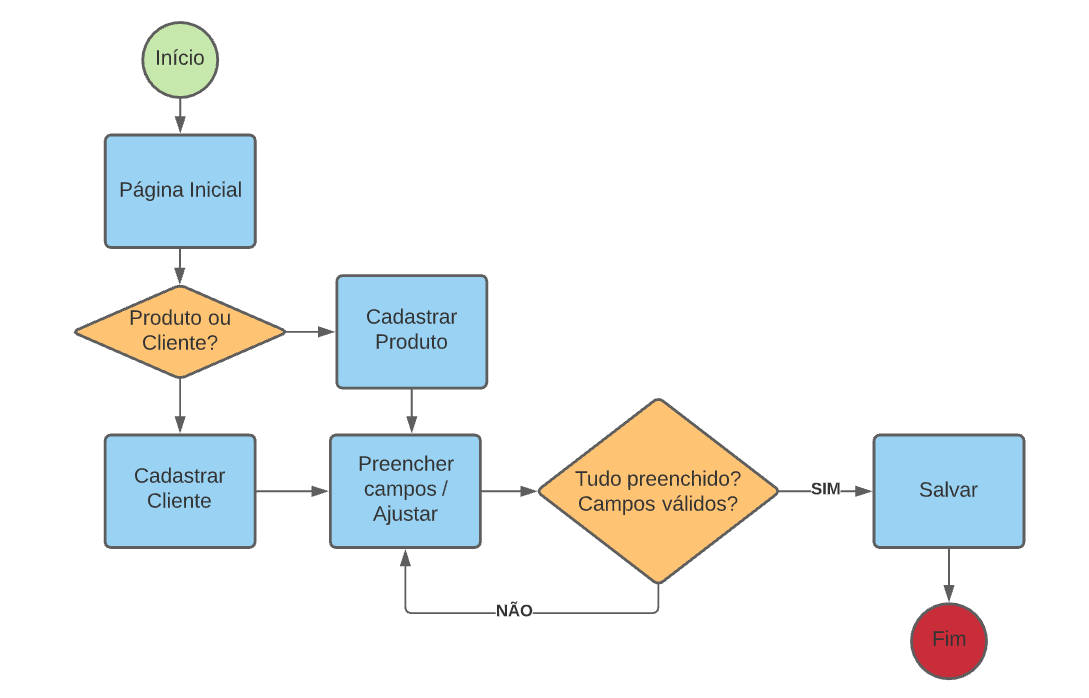 Início
Página Inicial
Produto ou
Cliente?
Cadastrar
Produto
Cadastrar
Cliente
Preencher
campos /
Ajustar
Tudo preenchido?
Campos válidos?
SIM
Salvar
NÃO
Fim